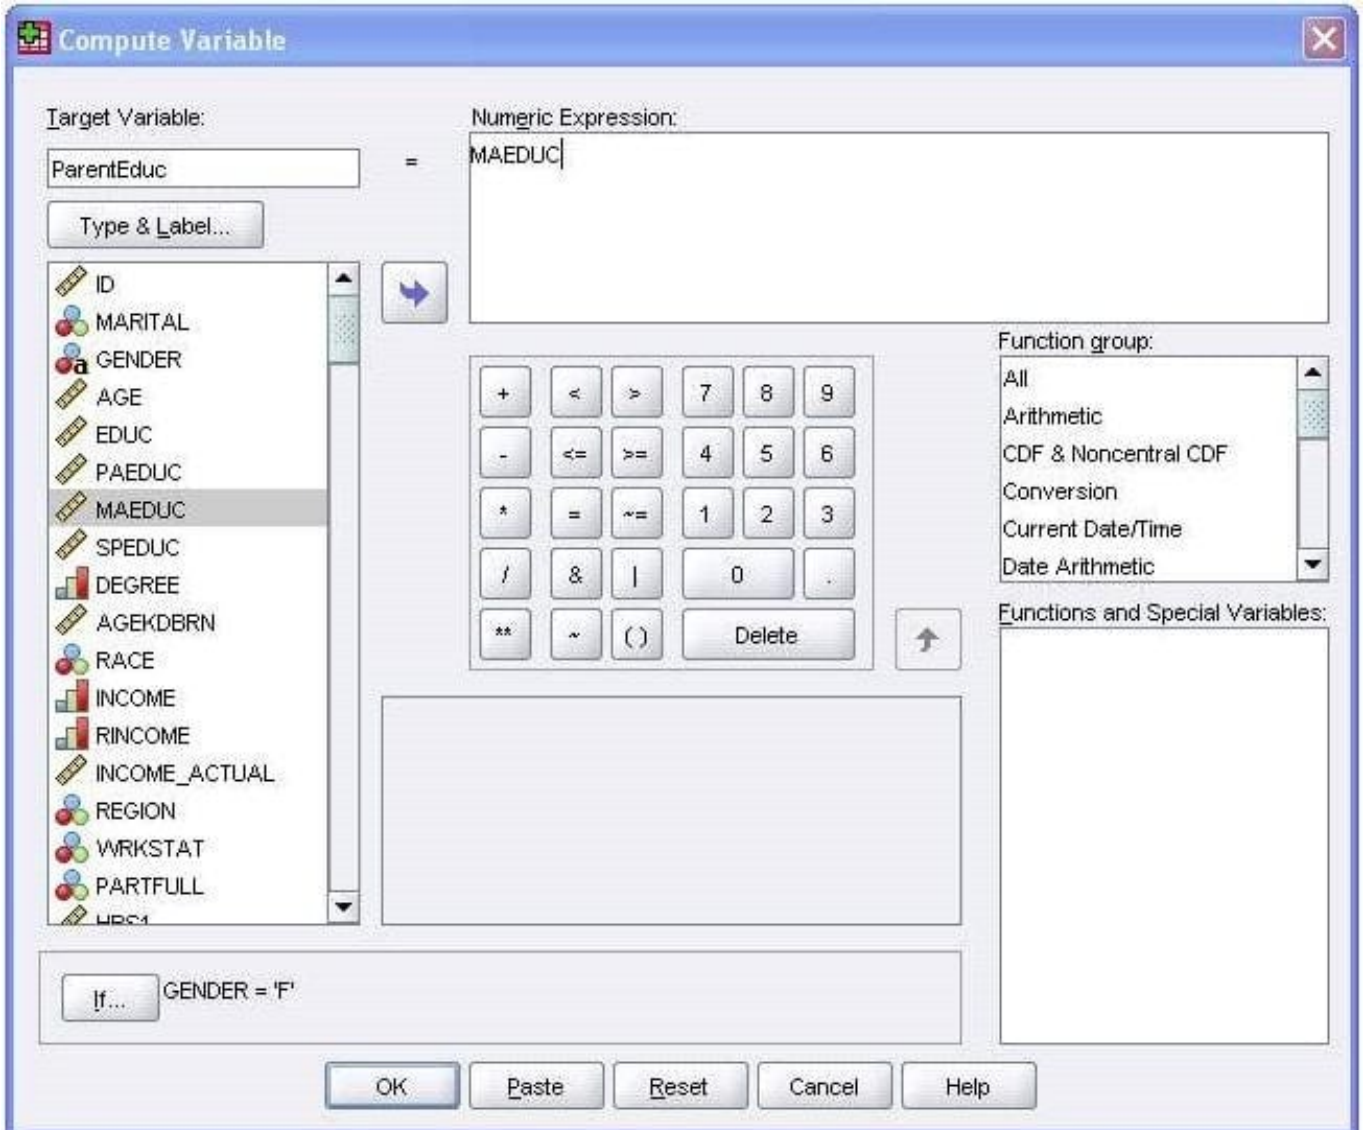 Compute Variable
Target Variable:
ParentEduc
=
Numeric Expression:
MAEDUC
Type & Label...
ID
MARITAL
GENDER
AGE
EDUC
PAEDUC
MAEDUC
SPEDUC
DEGREE
AGEKDBRN
RACE
INCOME
RINCOME
INCOME_ACTUAL
REGION
WRKSTAT
PARTFULL
+ < > 7 8 9
- <= >= 4 5 6
* = ~= 1 2 3
/ & | 0 .
** ~ ( ) Delete
Function group:
All
Arithmetic
CDF & Noncentral CDF
Conversion
Current Date/Time
Date Arithmetic
Functions and Special Variables:
If... GENDER = 'F'
OK Paste Reset Cancel Help